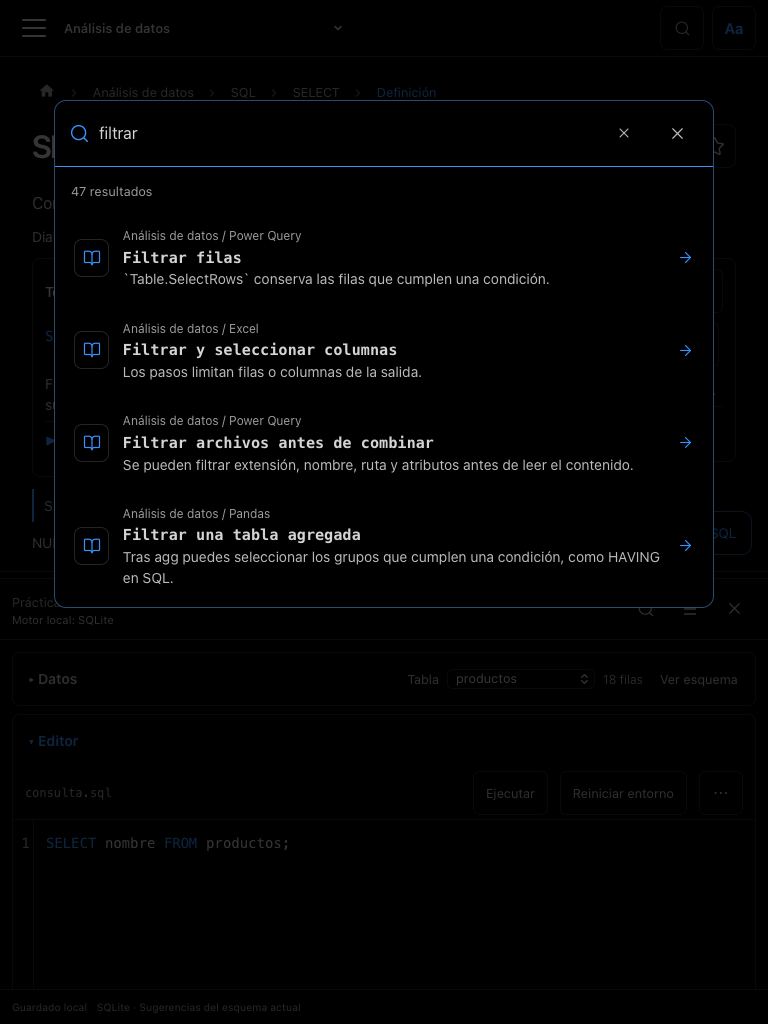 Análisis de datos
Aa
Análisis de datos > SQL > SELECT > Definición
filtrar
47 resultados
Análisis de datos / Power Query
Filtrar filas
`Table.SelectRows` conserva las filas que cumplen una condición.
Análisis de datos / Excel
Filtrar y seleccionar columnas
Los pasos limitan filas o columnas de la salida.
Análisis de datos / Power Query
Filtrar archivos antes de combinar
Se pueden filtrar extensión, nombre, ruta y atributos antes de leer el contenido.
Análisis de datos / Pandas
Filtrar una tabla agregada
Tras agg puedes seleccionar los grupos que cumplen una condición, como HAVING
en SQL.
SQL
Motor local: SQLite
Datos
Tabla productos 18 filas Ver esquema
Editor
consulta.sql
Ejecutar Reiniciar entorno ...
1 SELECT nombre FROM productos;
Guardado local SQLite · Sugerencias del esquema actual